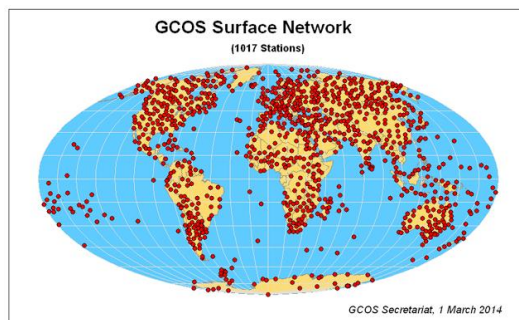 GCOS Surface Network
(1017 Stations)
GCOS Secretariat, 1 March 2014